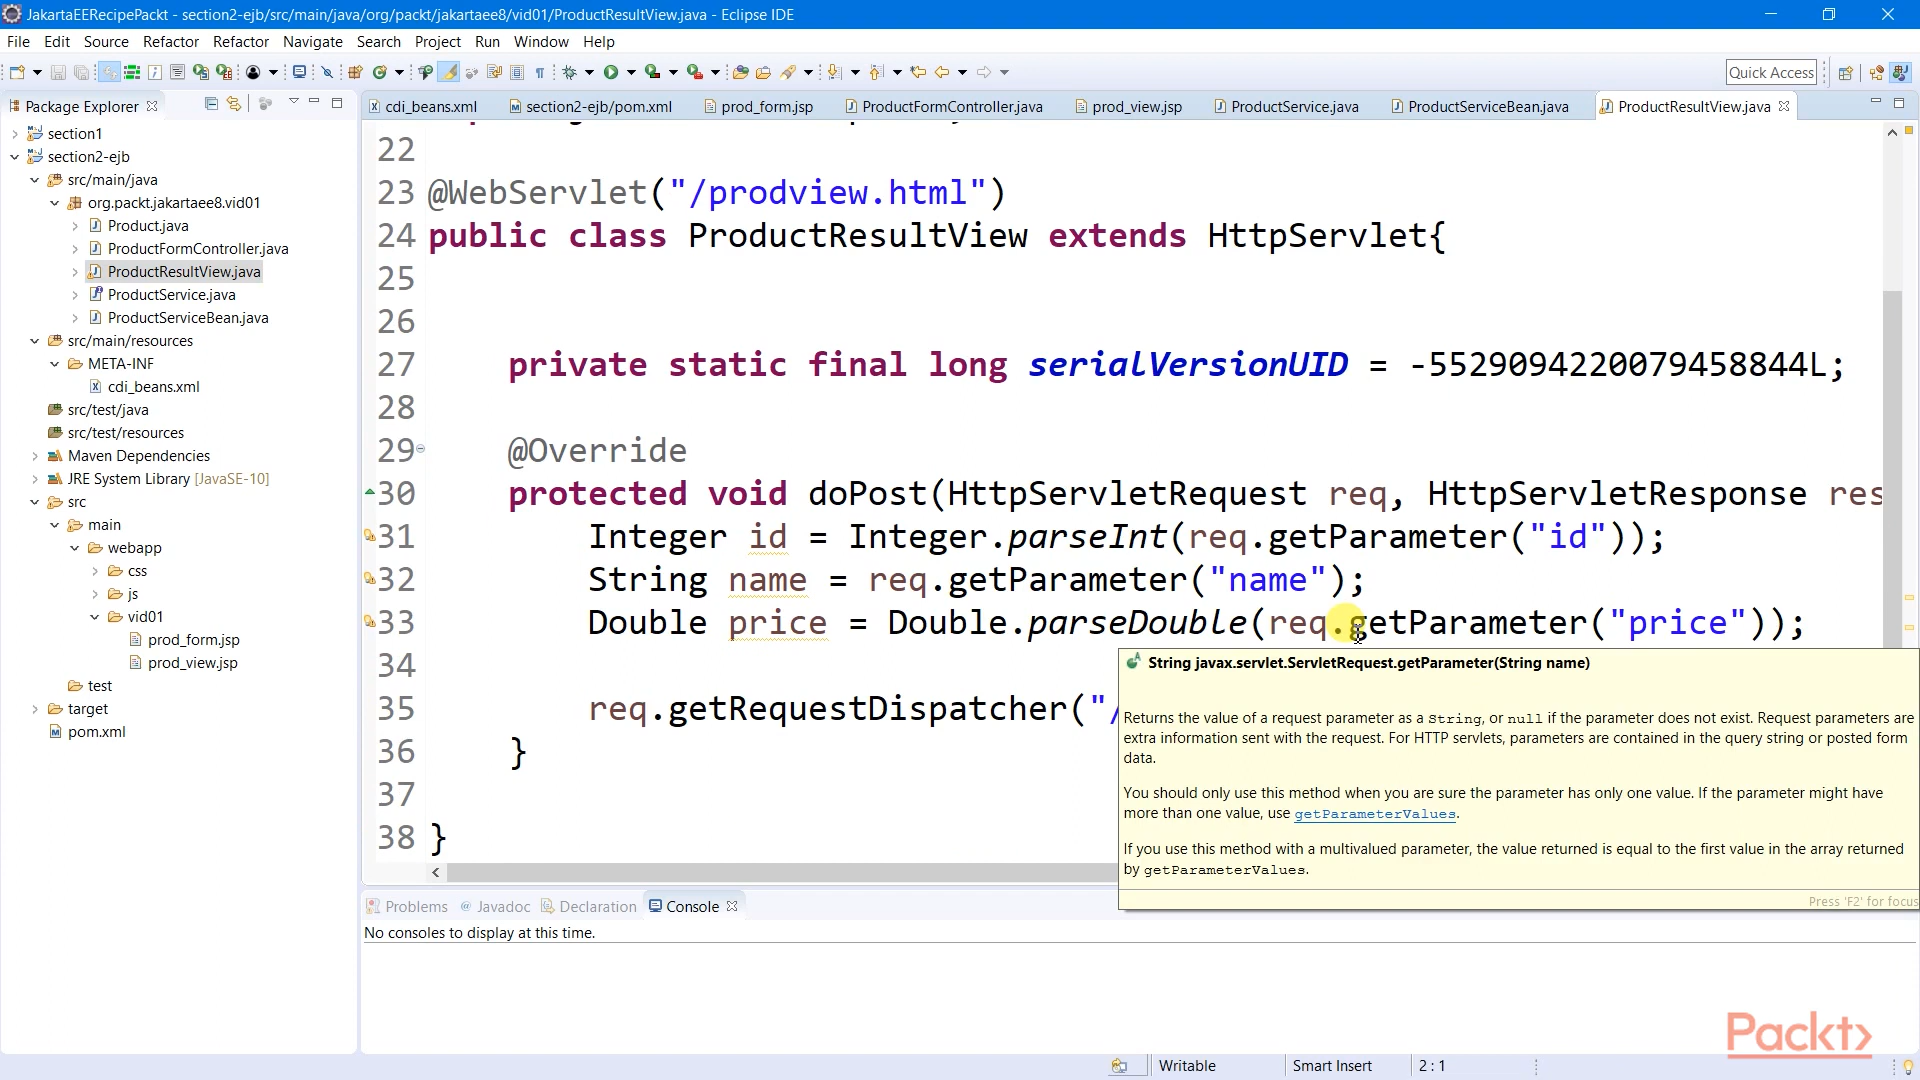 JakartaEERecipePackt - section2-ejb/src/main/java/org/packt/jakartaee8/vid01/ProductResultView.java - Eclipse IDE
File Edit Source Refactor Refactor Navigate Search Project Run Window Help
Quick Access
Package Explorer
cdi_beans.xml section2-ejb/pom.xml prod_form.jsp ProductFormController.java prod_view.jsp ProductService.java ProductServiceBean.java ProductResultView.java
section1
section2-ejb
src/main/java
org.packt.jakartaee8.vid01
Product.java
ProductFormController.java
ProductResultView.java
ProductService.java
ProductServiceBean.java
src/main/resources
META-INF
cdi_beans.xml
src/test/java
src/test/resources
Maven Dependencies
JRE System Library [JavaSE-10]
src
main
webapp
css
js
vid01
prod_form.jsp
prod_view.jsp
test
target
pom.xml
22
23 @WebServlet("/prodview.html")
24 public class ProductResultView extends HttpServlet{
25
26
27 private static final long serialVersionUID = -5529094220079458844L;
28
29 @Override
30 protected void doPost(HttpServletRequest req, HttpServletResponse res
31 Integer id = Integer.parseInt(req.getParameter("id"));
32 String name = req.getParameter("name");
33 Double price = Double.parseDouble(req.getParameter("price"));
34
35 req.getRequestDispatcher("/
36 }
37
38 }
String javax.servlet.ServletRequest.getParameter(String name)
Returns the value of a request parameter as a String, or null if the parameter does not exist. Request parameters are
extra information sent with the request. For HTTP servlets, parameters are contained in the query string or posted form
data.
You should only use this method when you are sure the parameter has only one value. If the parameter might have
more than one value, use getParameterValues.
If you use this method with a multivalued parameter, the value returned is equal to the first value in the array returned
by getParameterValues.
Press 'F2' for focus
Problems Javadoc Declaration Console
No consoles to display at this time.
Packt>
Writable Smart Insert 2 : 1